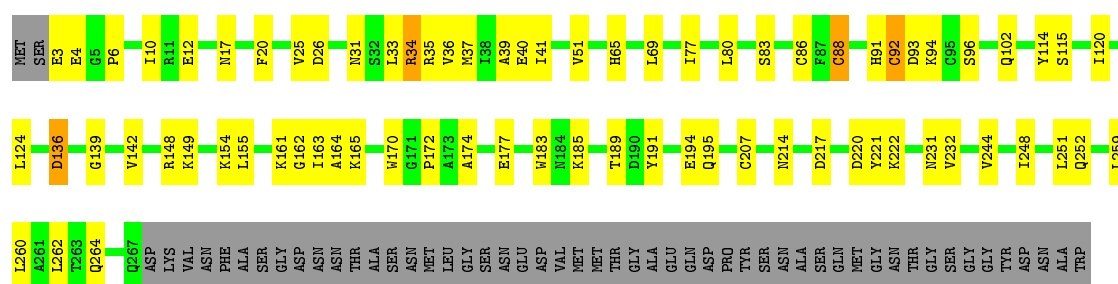 MET SER E3 E4 G5 P6 I10 R11 E12 N17 F20 V25 D26 N31 S32 L33 R34 R35 V36 M37 I38 A39 E40 I41 V51 H65 L69 I77 L80 S83 C86 F87 C88 H91 C92 D93 K94 C95 S96 Q102 Y114 S115 I120
L124 D136 G139 V142 R148 K149 K154 L155 K161 G162 I163 A164 K165 W170 G171 P172 A173 A174 E177 W183 N184 K185 T199 D190 Y191 E194 Q195 C207 N214 D217 D220 Y221 K222 N231 V232 V244 I248 L251 Q252
L260 A261 L262 T263 Q264 Q267 ASP LYS VAL ASN PHE ALA SER GLY ASP ASN ASN THR ALA SER ASN MET LEU GLY SER ASN GLU ASP VAL MET MET THR GLY ALA GLU GLN ASP PRO TYR SER ASN ALA SER GLN MET GLY ASN THR GLY SER GLY GLY TYR ASP ASN ALA TRP